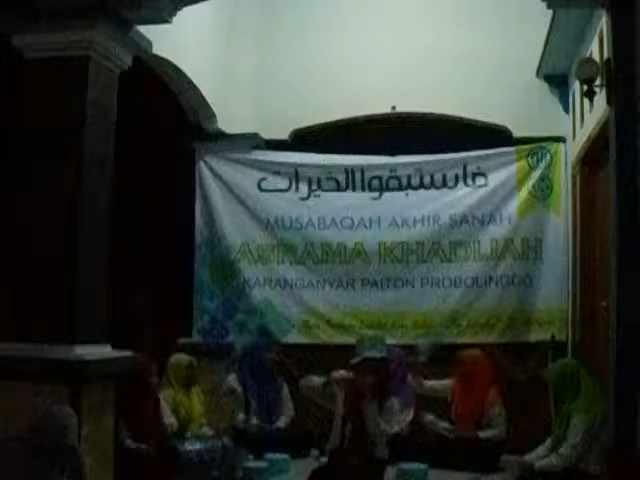 فاستبقوا الخيرات
MUSABAQAH AKHIR SANAH
ASRAMA KHADIJAH
KARANGANYAR PAITON PROBOLINGGO